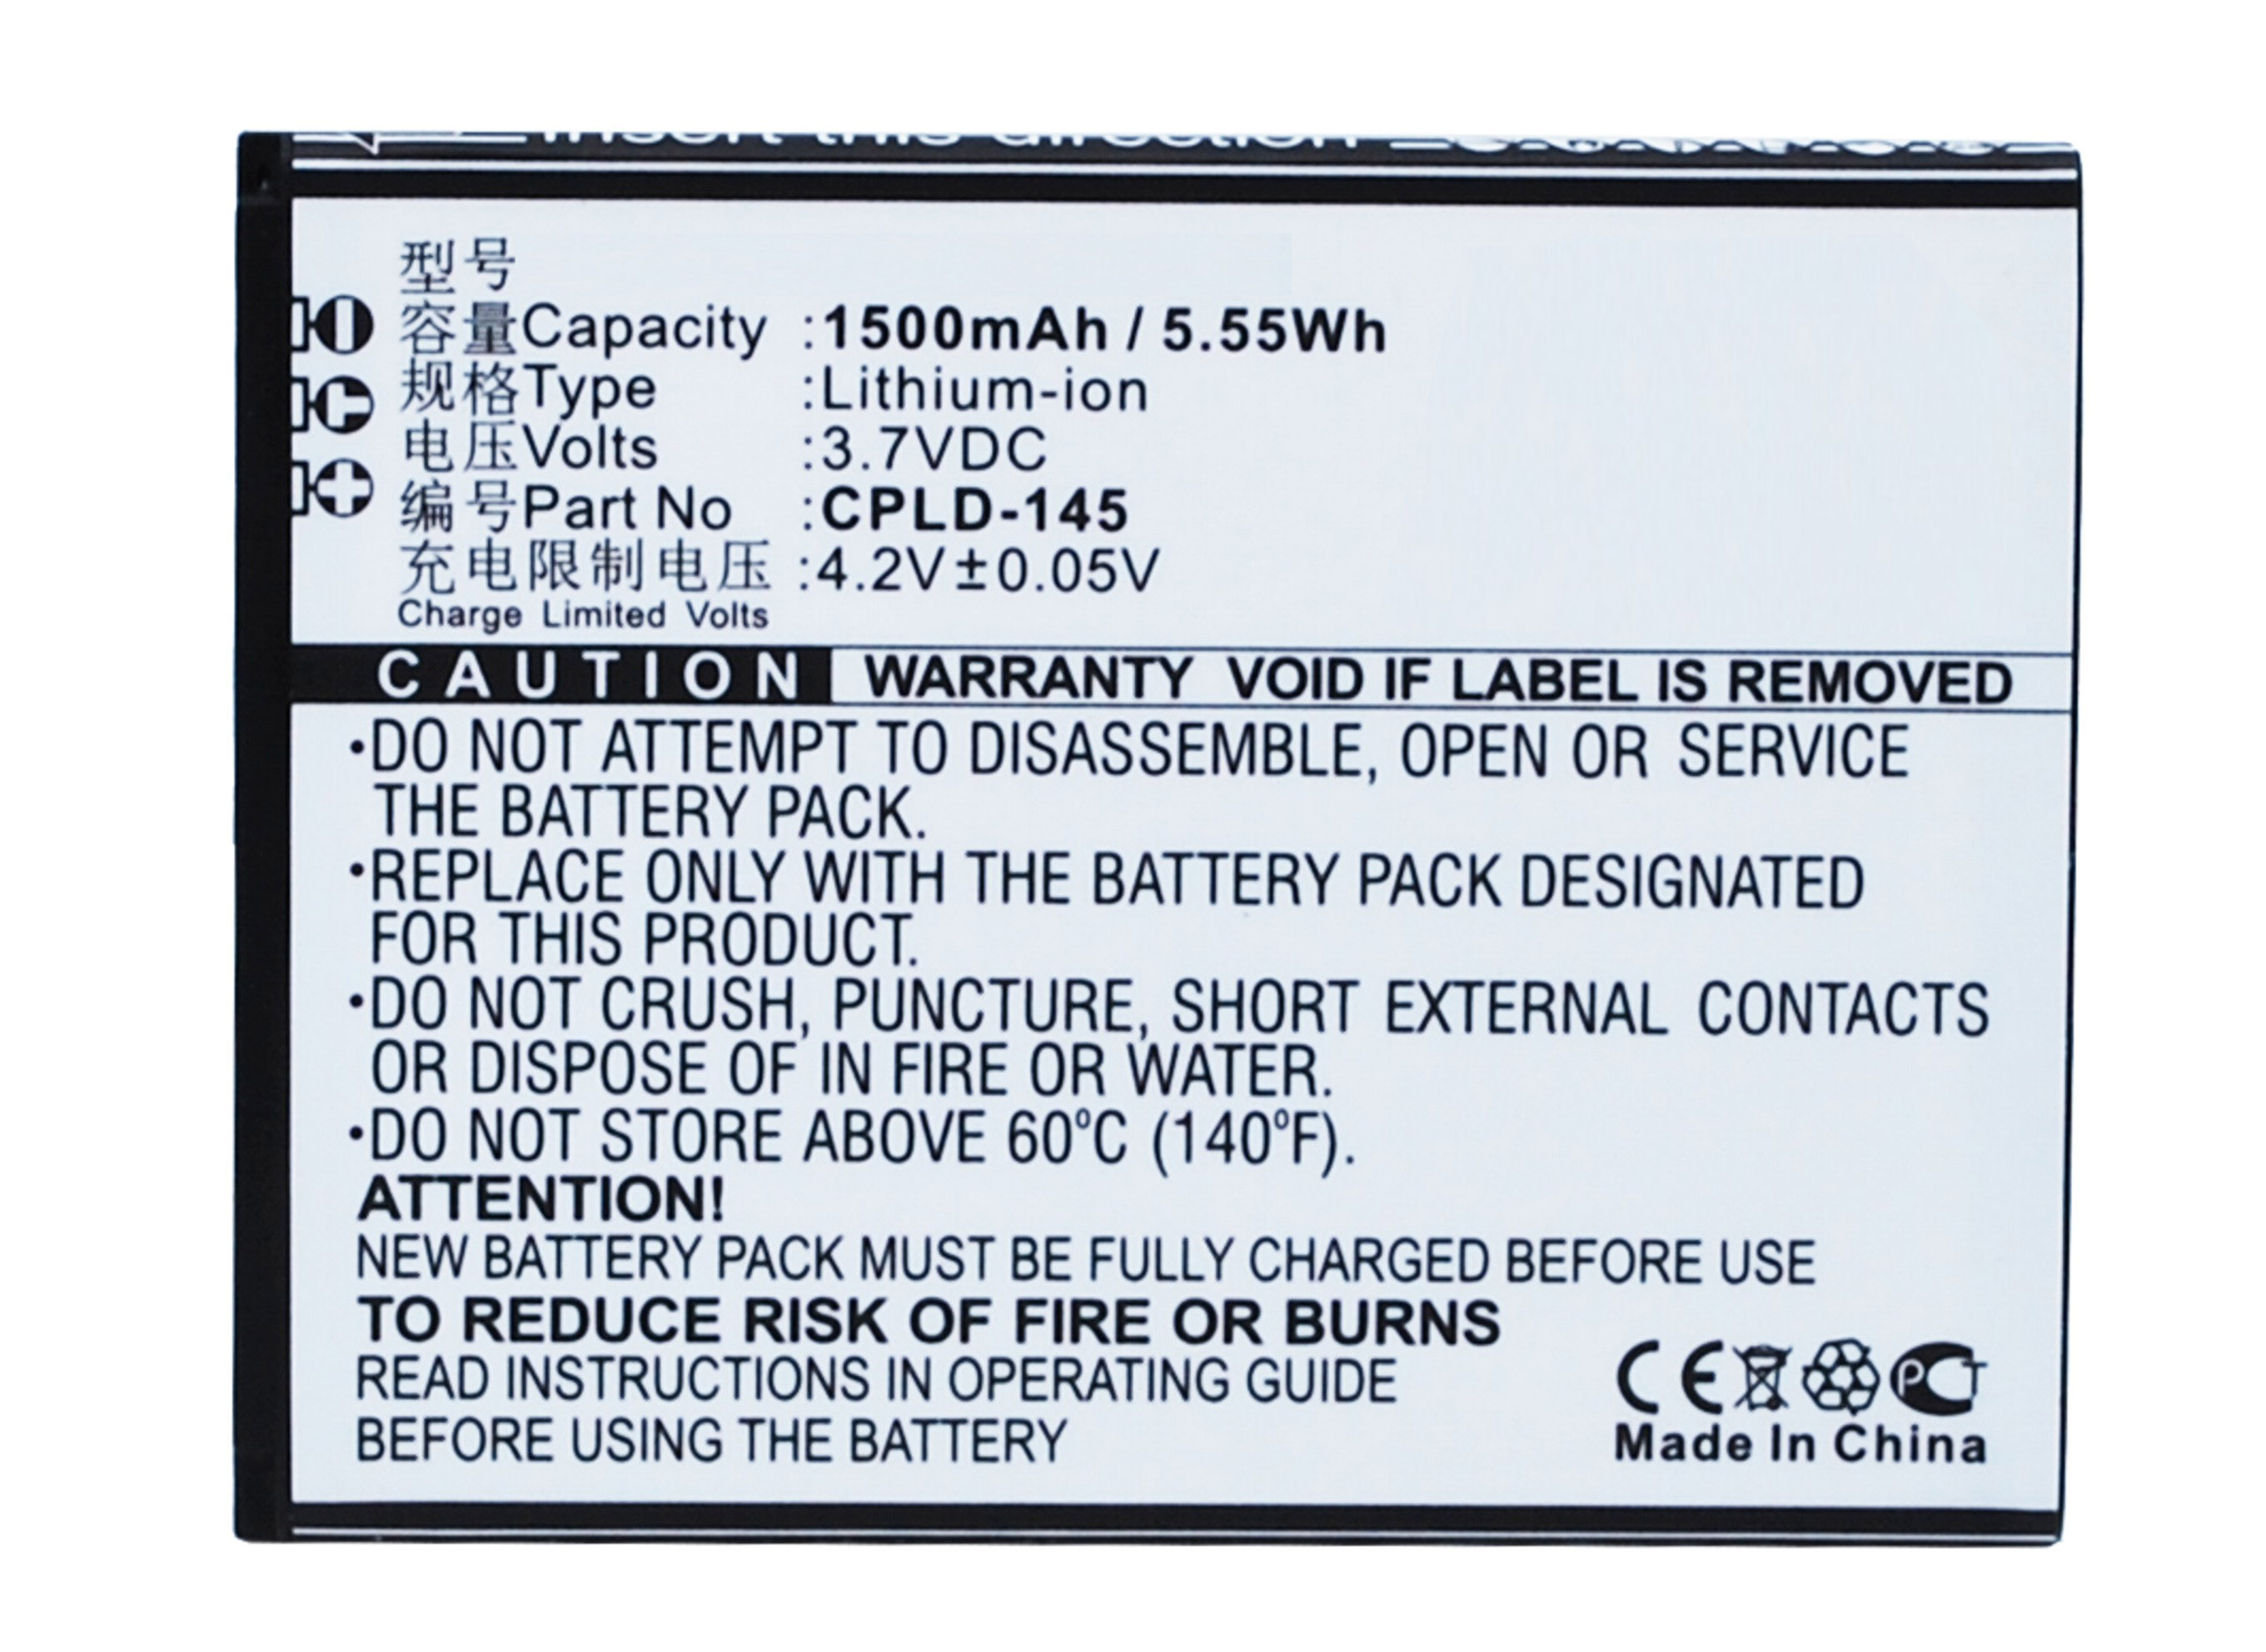 Insert this direction
型号
容量Capacity :1500mAh / 5.55Wh
规格Type :Lithium-ion
电压Volts :3.7VDC
编号Part No :CPLD-145
充电限制电压 :4.2V±0.05V
Charge Limited Volts
CAUTION WARRANTY VOID IF LABEL IS REMOVED
•DO NOT ATTEMPT TO DISASSEMBLE, OPEN OR SERVICE
THE BATTERY PACK.
•REPLACE ONLY WITH THE BATTERY PACK DESIGNATED
FOR THIS PRODUCT.
•DO NOT CRUSH, PUNCTURE, SHORT EXTERNAL CONTACTS
OR DISPOSE OF IN FIRE OR WATER.
•DO NOT STORE ABOVE 60°C (140°F).
ATTENTION!
NEW BATTERY PACK MUST BE FULLY CHARGED BEFORE USE
TO REDUCE RISK OF FIRE OR BURNS
READ INSTRUCTIONS IN OPERATING GUIDE
BEFORE USING THE BATTERY
CE PCT
Made In China